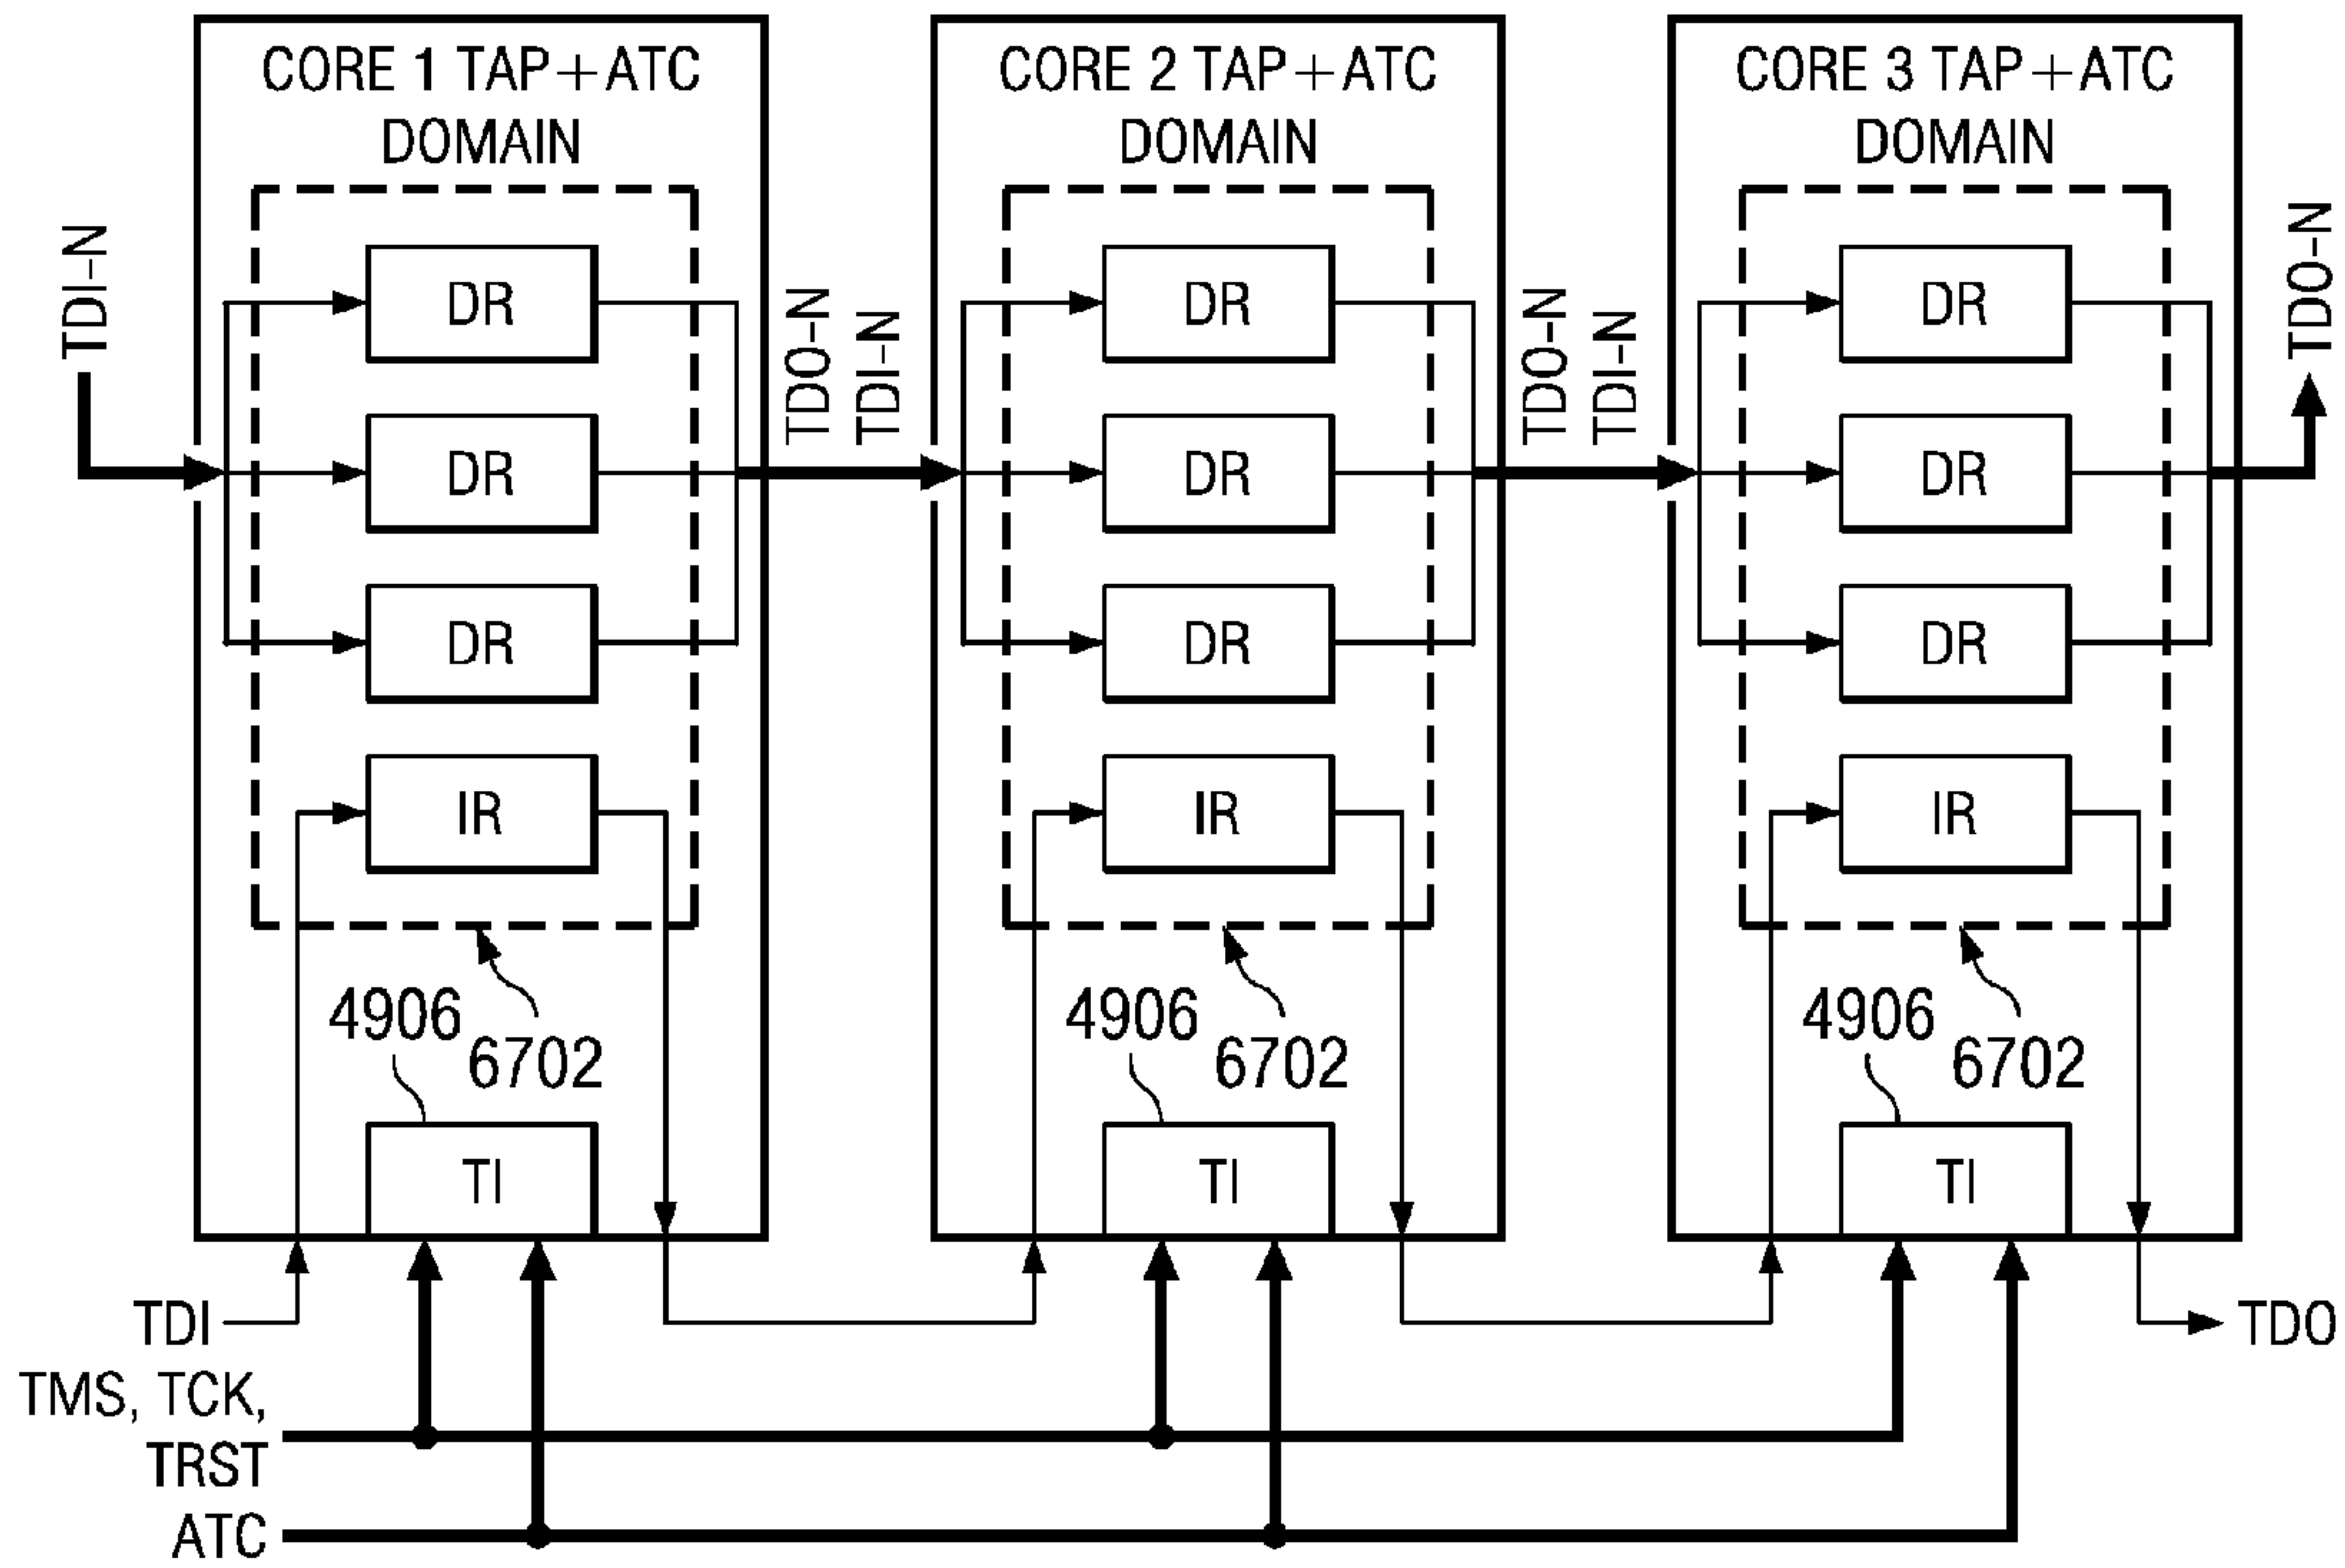 CORE 1 TAP+ATC
DOMAIN
CORE 2 TAP+ATC
DOMAIN
CORE 3 TAP+ATC
DOMAIN
TDI-N
TDO-N
TDI-N
TDO-N
TDI-N
TDO-N
DR
DR
DR
DR
DR
DR
DR
DR
DR
IR
IR
IR
4906
6702
4906
6702
4906
6702
TI
TI
TI
TDI
TDO
TMS, TCK,
TRST
ATC